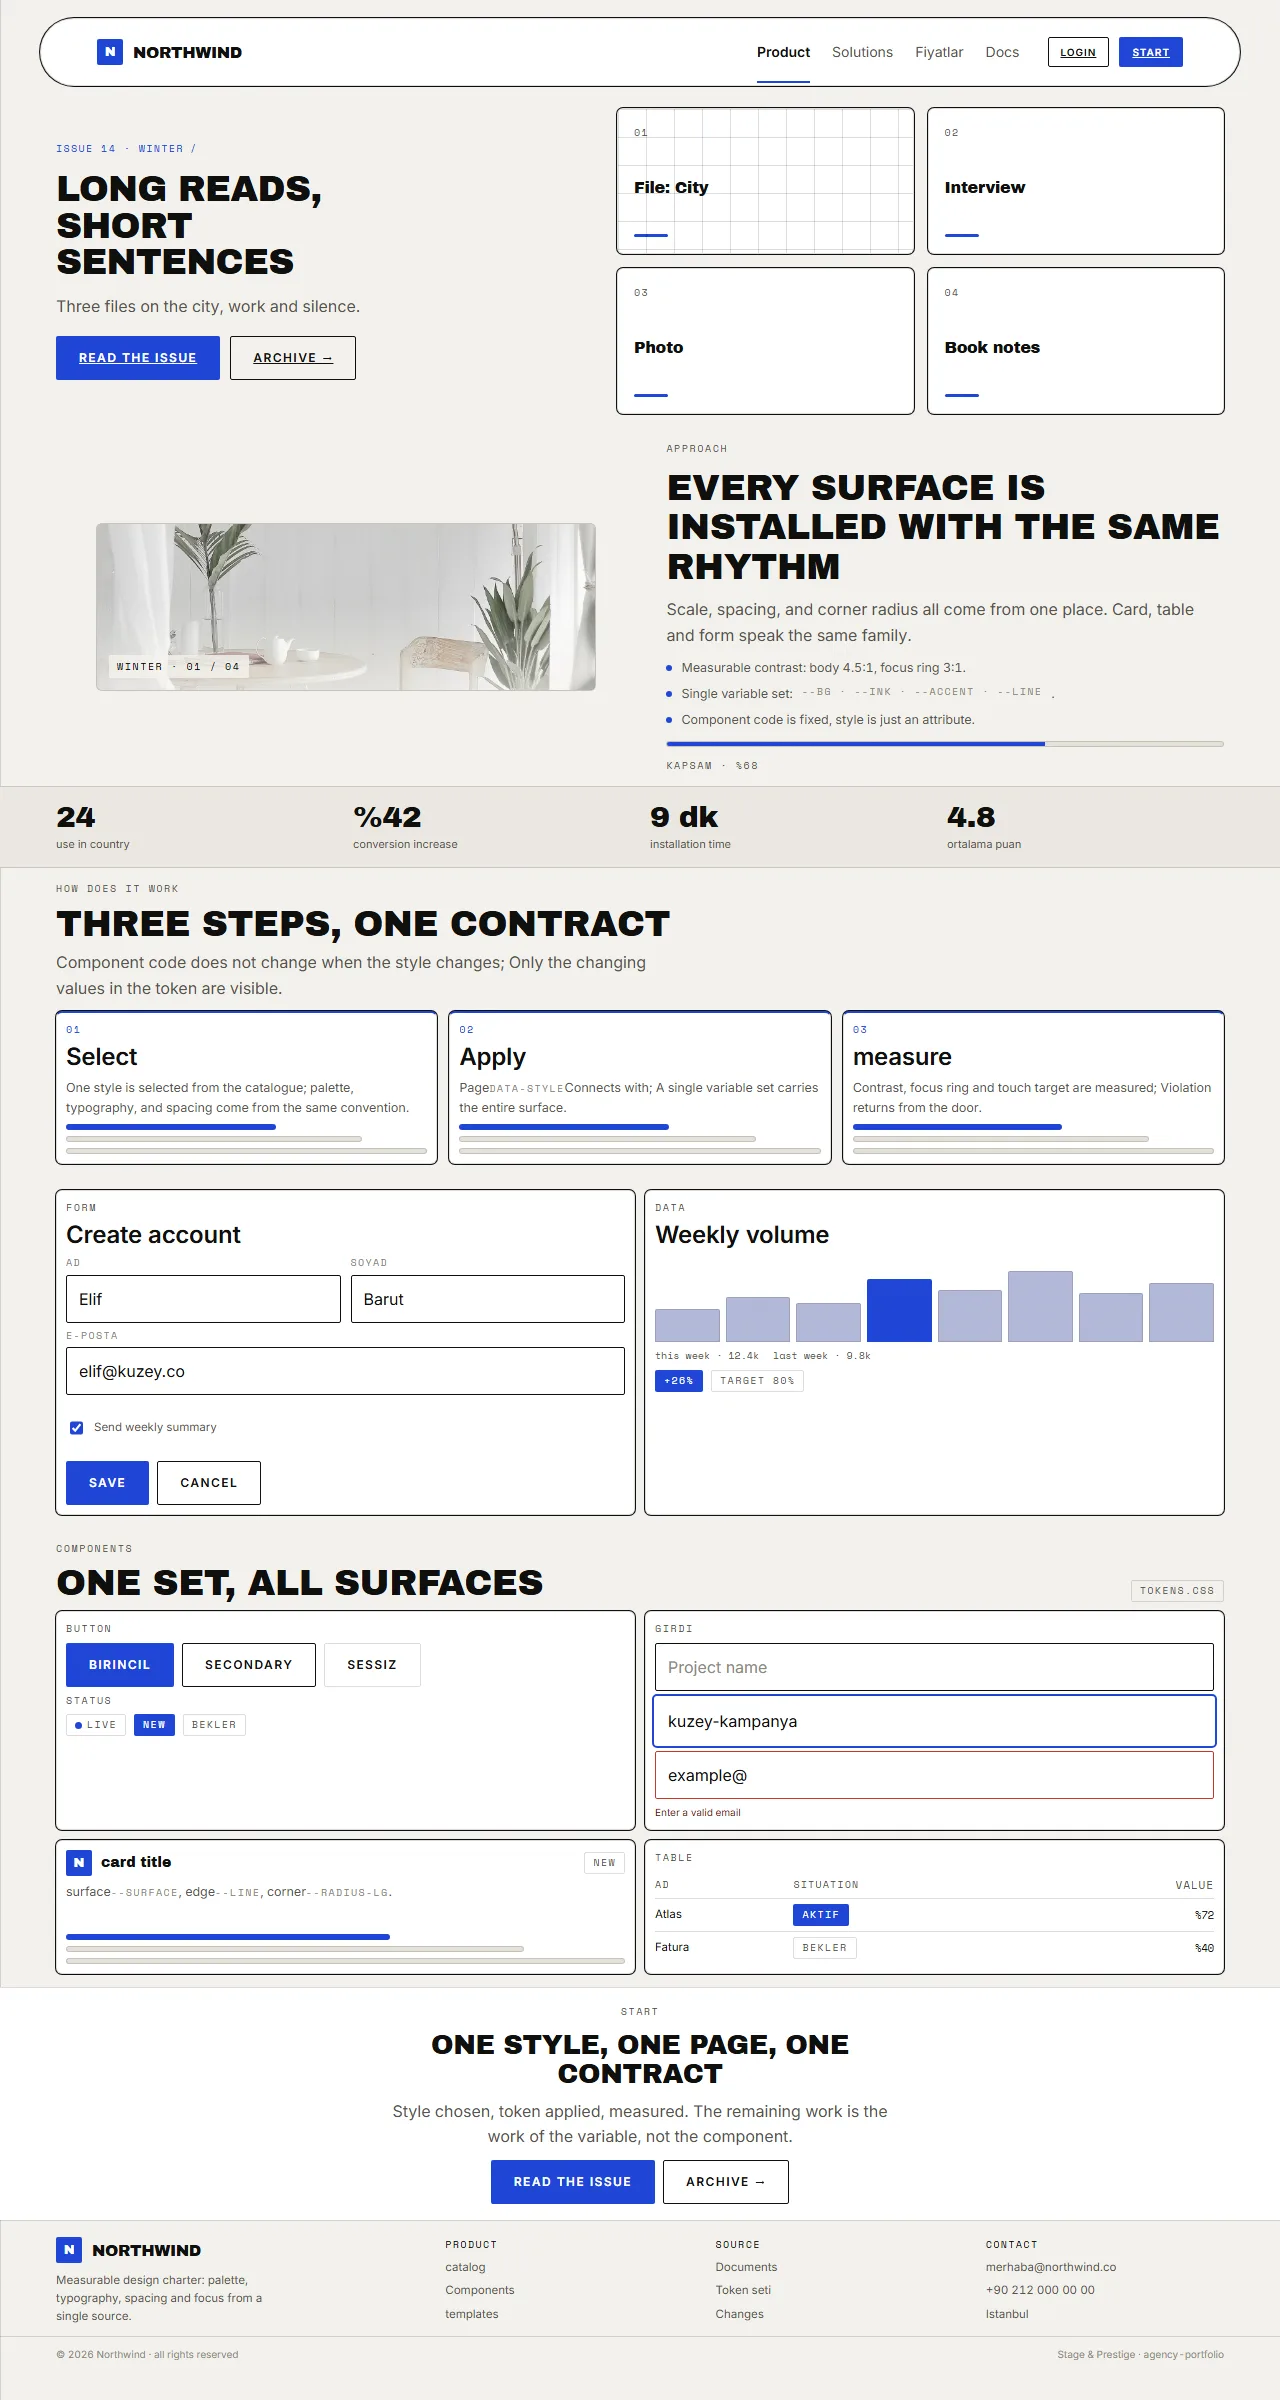 N NORTHWIND
Product Solutions Fiyatlar Docs LOGIN START
ISSUE 14 · WINTER /
LONG READS,
SHORT
SENTENCES
Three files on the city, work and silence.
READ THE ISSUE ARCHIVE →
01
File: City
02
Interview
03
Photo
04
Book notes
WINTER · 01 / 04
APPROACH
EVERY SURFACE IS
INSTALLED WITH THE SAME
RHYTHM
Scale, spacing, and corner radius all come from one place. Card, table
and form speak the same family.
Measurable contrast: body 4.5:1, focus ring 3:1.
Single variable set: --BG · --INK · --ACCENT · --LINE .
Component code is fixed, style is just an attribute.
KAPSAM · %68
24
use in country
%42
conversion increase
9 dk
installation time
4.8
ortalama puan
HOW DOES IT WORK
THREE STEPS, ONE CONTRACT
Component code does not change when the style changes; Only the changing
values in the token are visible.
01
Select
One style is selected from the catalogue; palette,
typography, and spacing come from the same convention.
02
Apply
PageDATA-STYLEConnects with; A single variable set carries
the entire surface.
03
measure
Contrast, focus ring and touch target are measured; Violation
returns from the door.
FORM
Create account
AD SOYAD
Elif Barut
E-POSTA
elif@kuzey.co
Send weekly summary
SAVE CANCEL
DATA
Weekly volume
this week · 12.4k last week · 9.8k
+26% TARGET 80%
COMPONENTS
ONE SET, ALL SURFACES
TOKENS.CSS
BUTTON
BIRINCIL SECONDARY SESSIZ
STATUS
LIVE NEW BEKLER
GIRDI
Project name
kuzey-kampanya
example@
Enter a valid email
N card title NEW
surface--SURFACE, edge--LINE, corner--RADIUS-LG.
TABLE
AD SITUATION VALUE
Atlas AKTIF %72
Fatura BEKLER %40
START
ONE STYLE, ONE PAGE, ONE
CONTRACT
Style chosen, token applied, measured. The remaining work is the
work of the variable, not the component.
READ THE ISSUE ARCHIVE →
N NORTHWIND
Measurable design charter: palette,
typography, spacing and focus from a
single source.
PRODUCT
catalog
Components
templates
SOURCE
Documents
Token seti
Changes
CONTACT
merhaba@northwind.co
+90 212 000 00 00
Istanbul
© 2026 Northwind · all rights reserved
Stage & Prestige · agency-portfolio